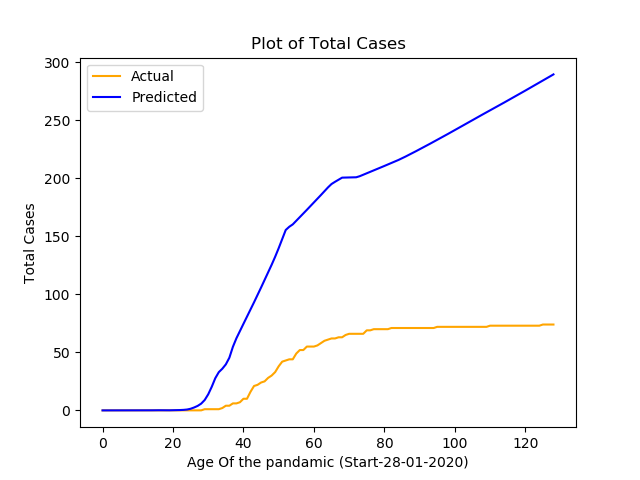 Plot of Total Cases
Actual
Predicted
300
250
200
150
100
50
0
Total Cases
0 20 40 60 80 100 120
Age Of the pandamic (Start-28-01-2020)